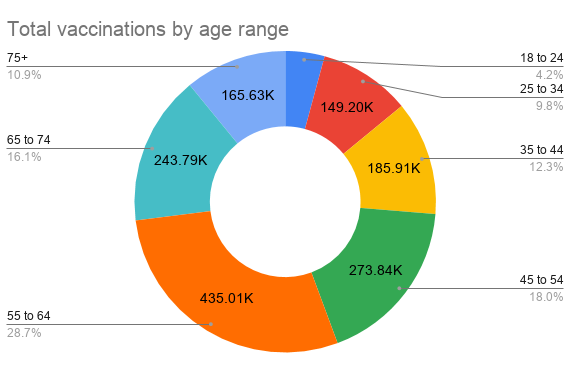 Total vaccinations by age range
75+
10.9%
18 to 24
4.2%
25 to 34
9.8%
165.63K
149.20K
65 to 74
16.1%
243.79K
185.91K
35 to 44
12.3%
273.84K
45 to 54
18.0%
435.01K
55 to 64
28.7%